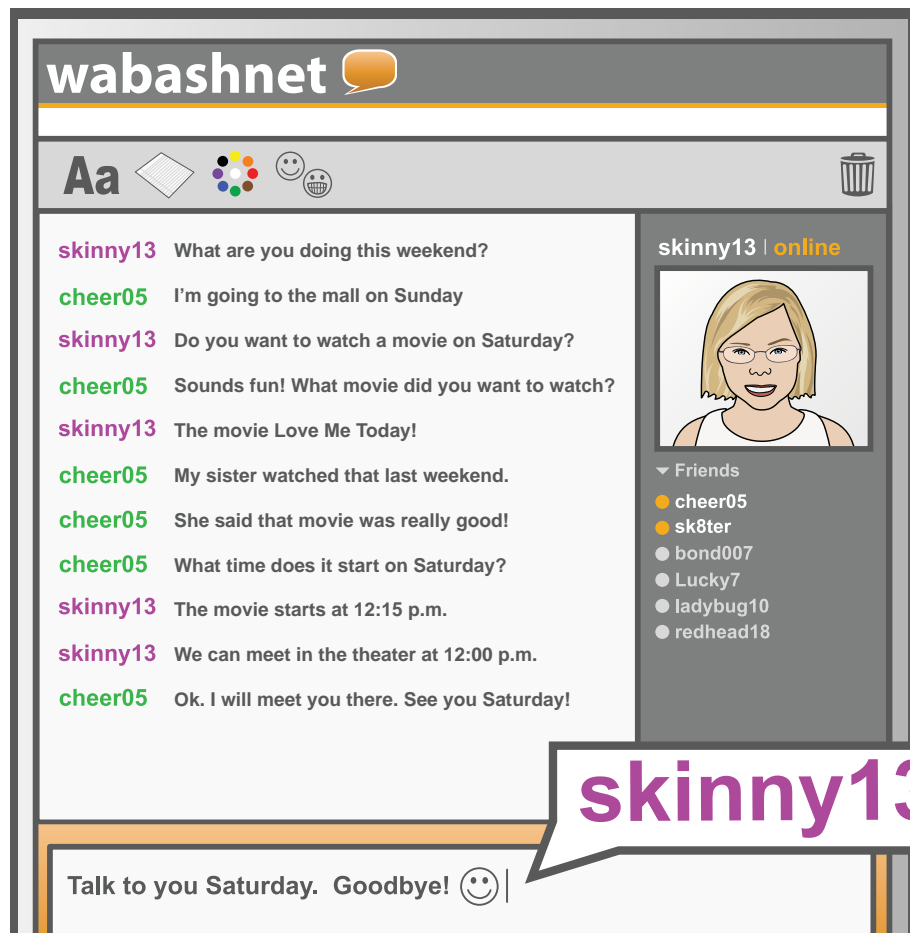 wabashnet
Aa
skinny13 What are you doing this weekend?
cheer05 I'm going to the mall on Sunday
skinny13 Do you want to watch a movie on Saturday?
cheer05 Sounds fun! What movie did you want to watch?
skinny13 The movie Love Me Today!
cheer05 My sister watched that last weekend.
cheer05 She said that movie was really good!
cheer05 What time does it start on Saturday?
skinny13 The movie starts at 12:15 p.m.
skinny13 We can meet in the theater at 12:00 p.m.
cheer05 Ok. I will meet you there. See you Saturday!
skinny13 | online
Friends
cheer05
sk8ter
bond007
Lucky7
ladybug10
redhead18
skinny13
Talk to you Saturday. Goodbye!